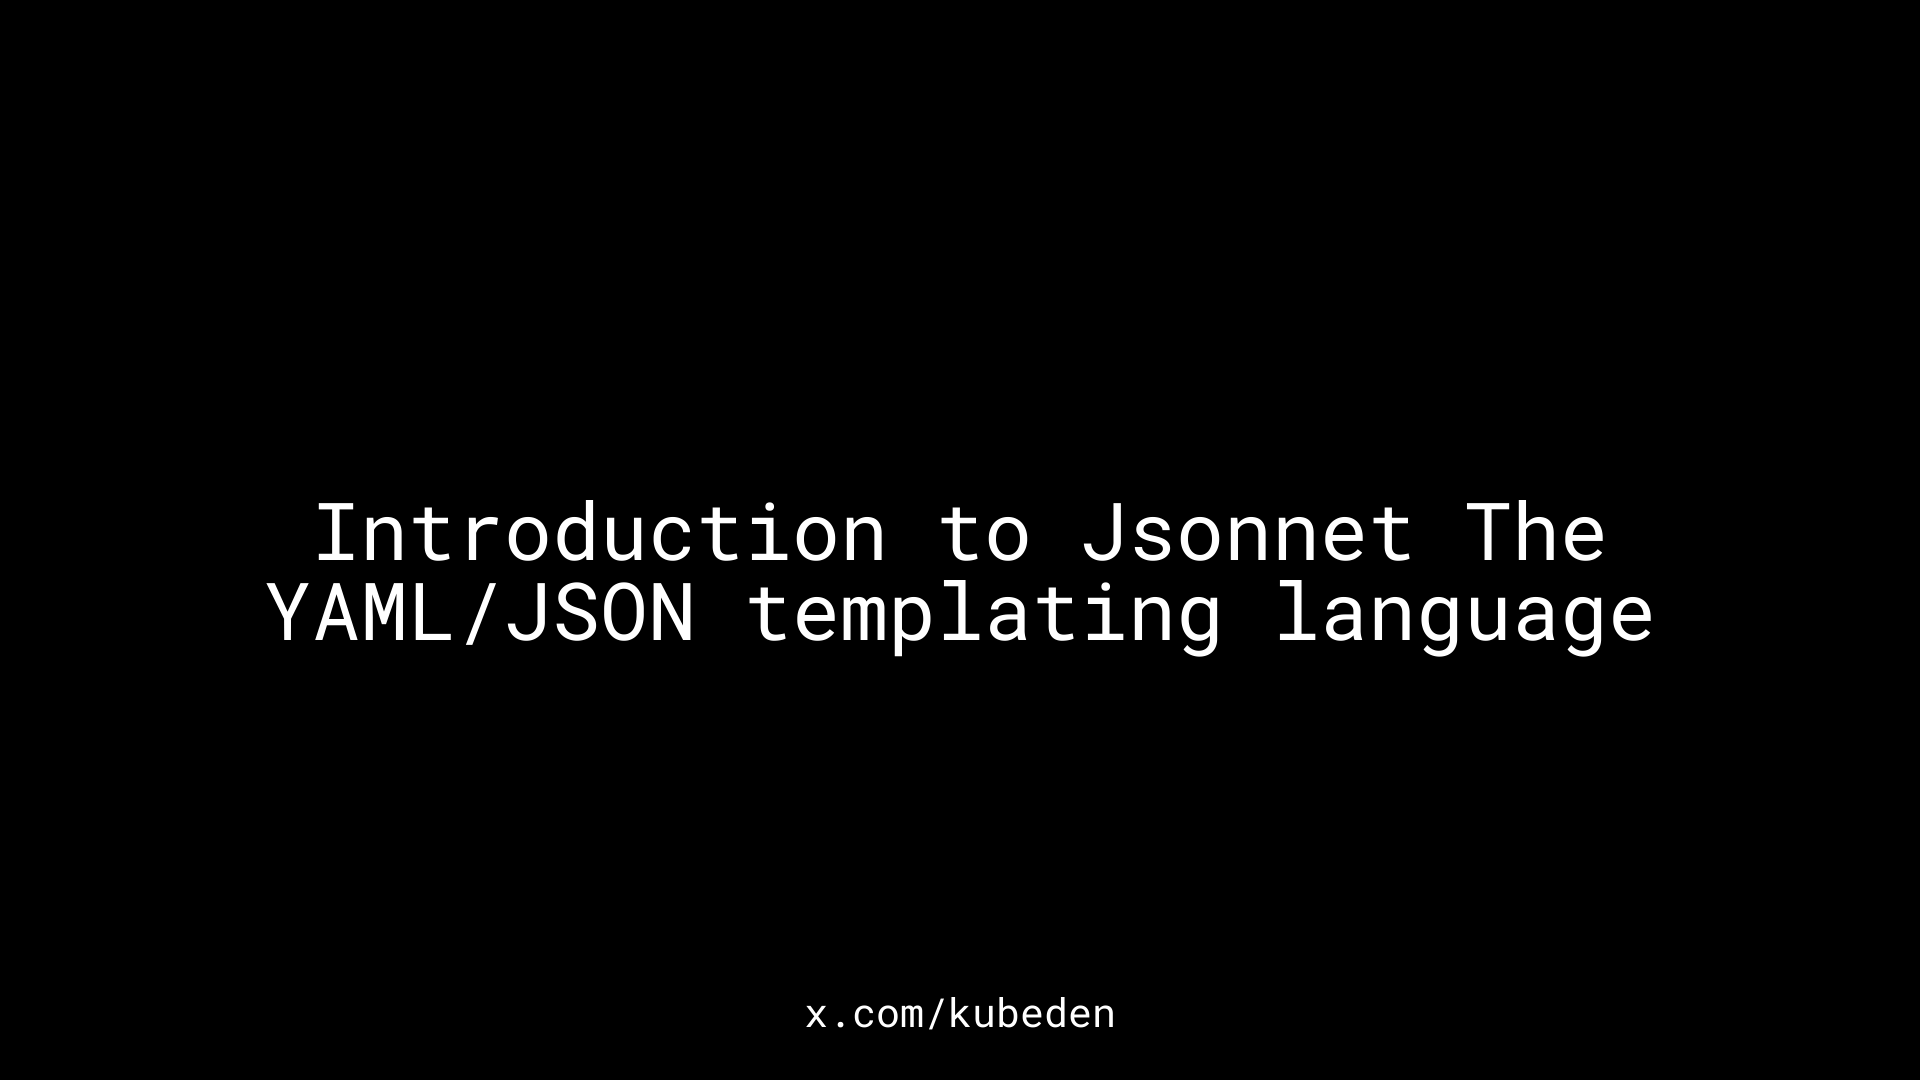 Introduction to Jsonnet The
YAML/JSON templating language
x.com/kubeden